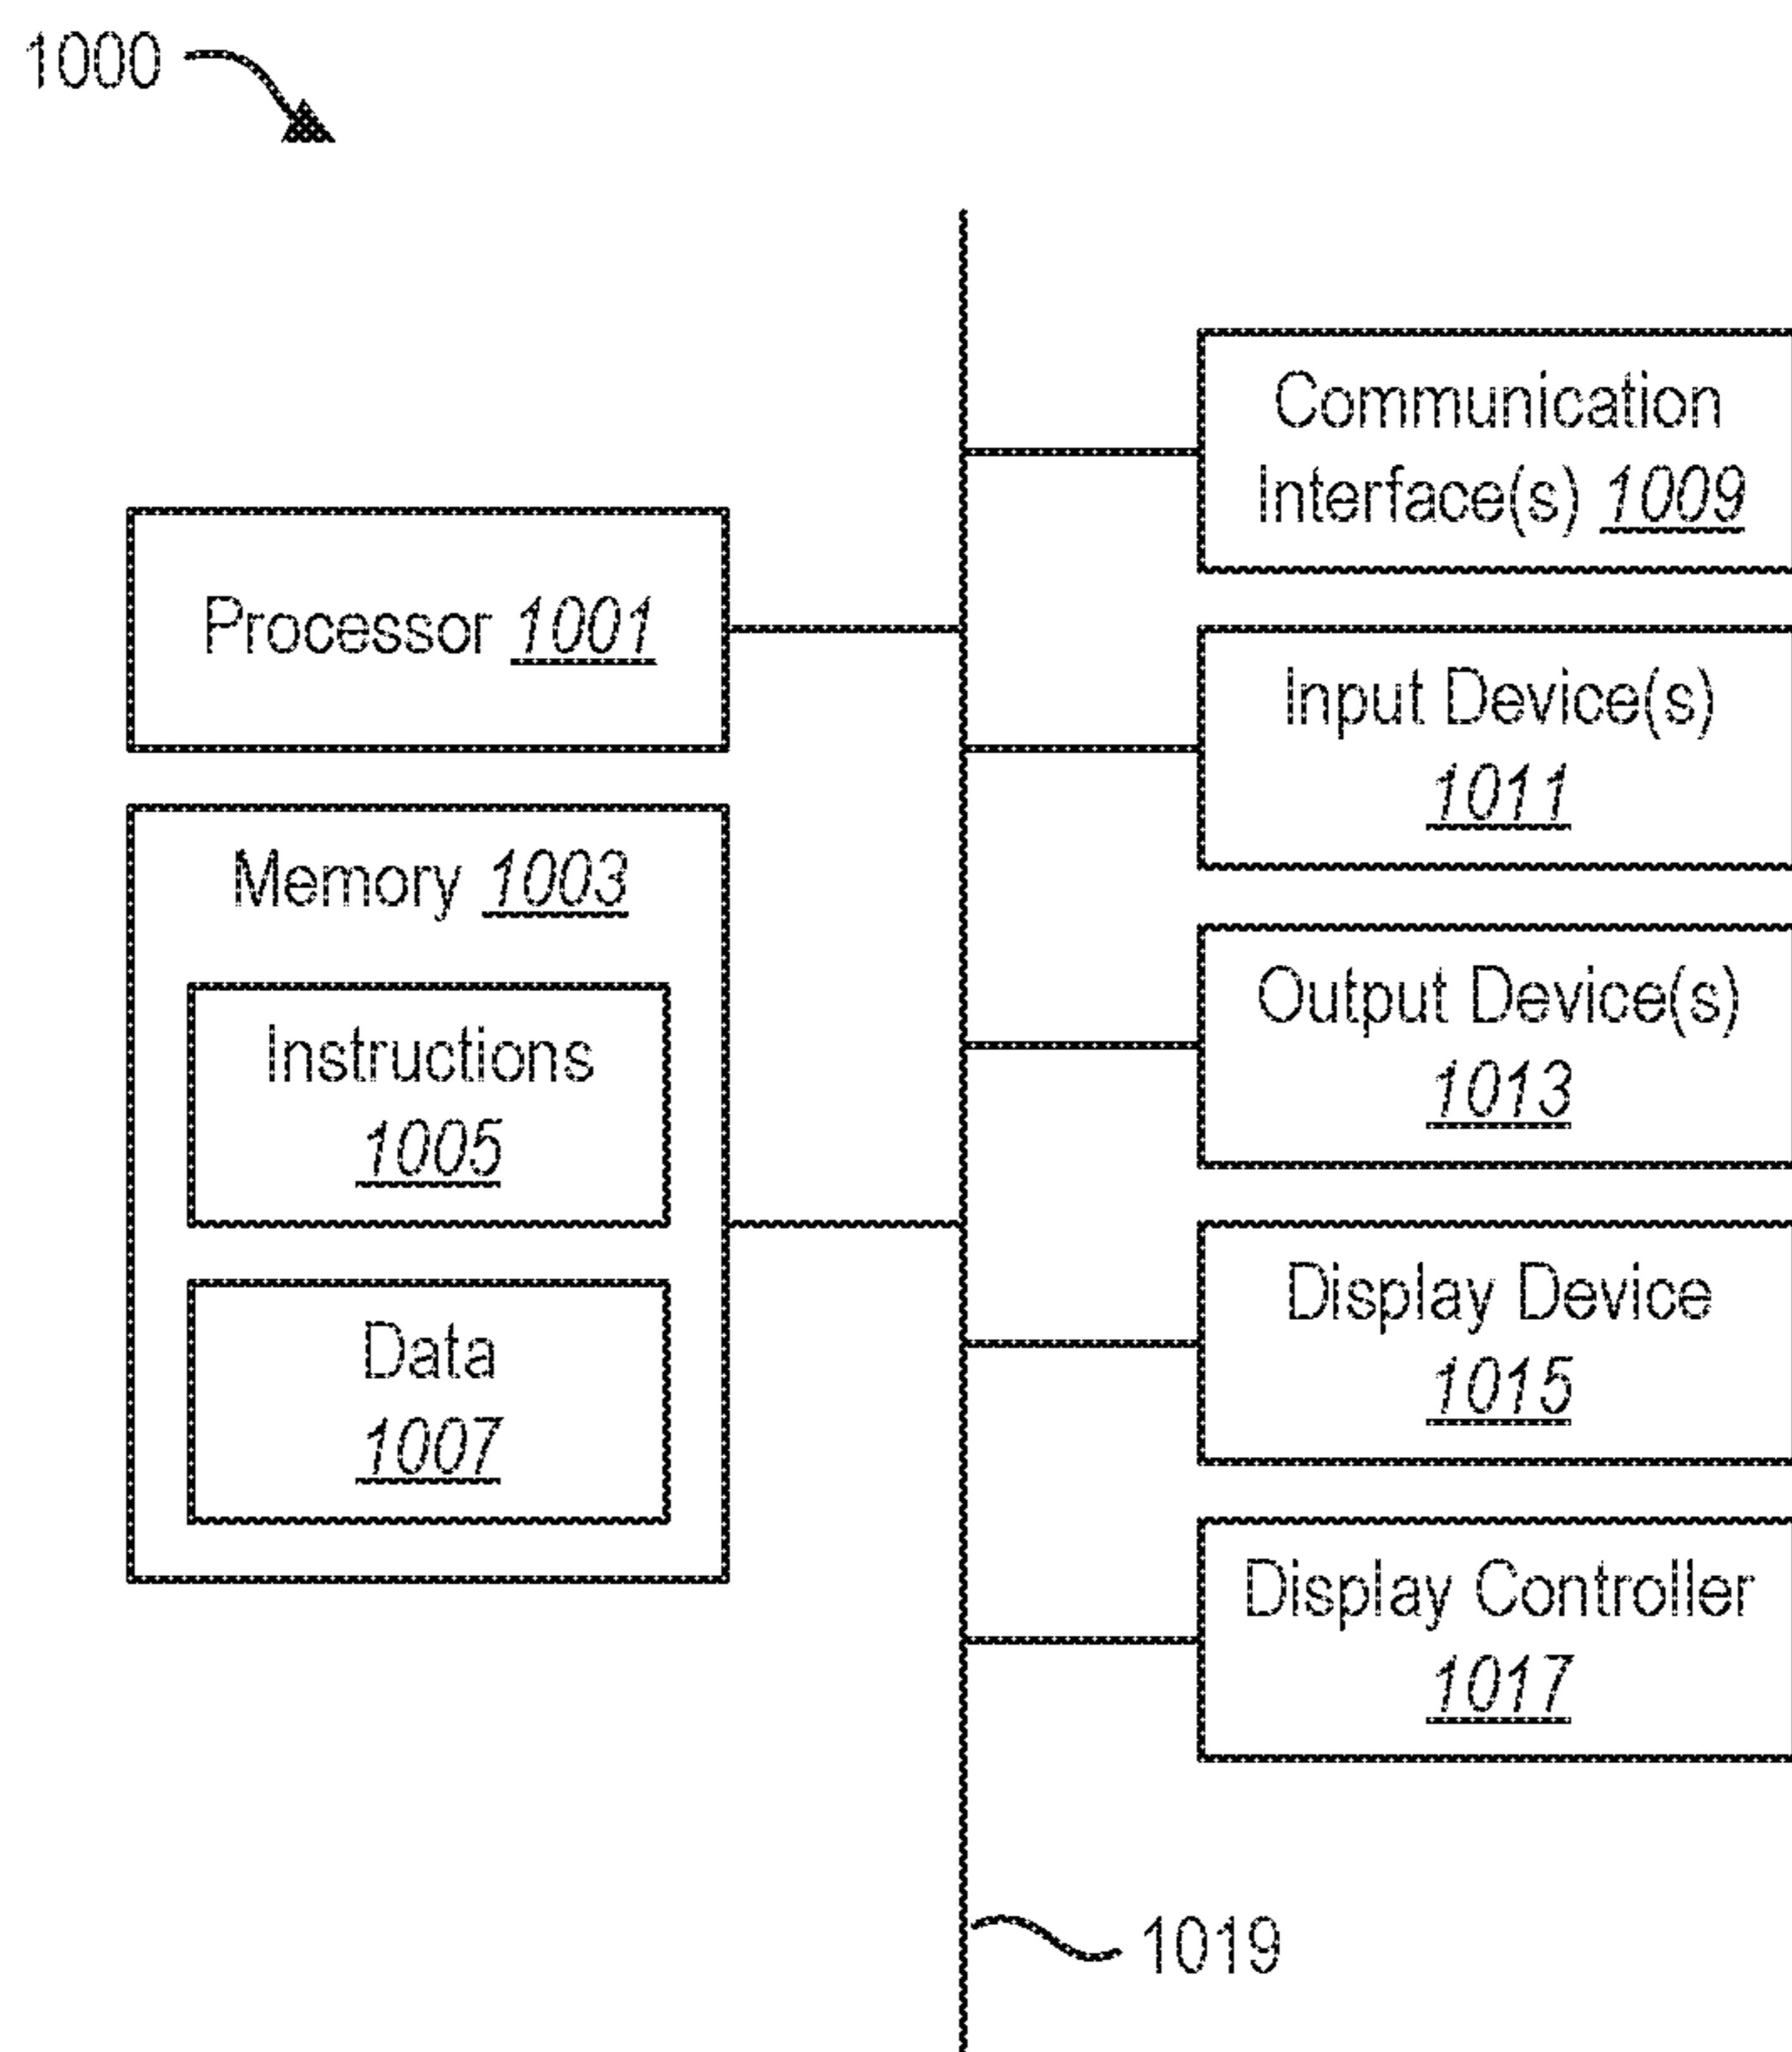 1000
Processor 1001
Memory 1003
Instructions
1005
Data
1007
Communication
Interface(s) 1009
Input Device(s)
1011
Output Device(s)
1013
Display Device
1015
Display Controller
1017
1019